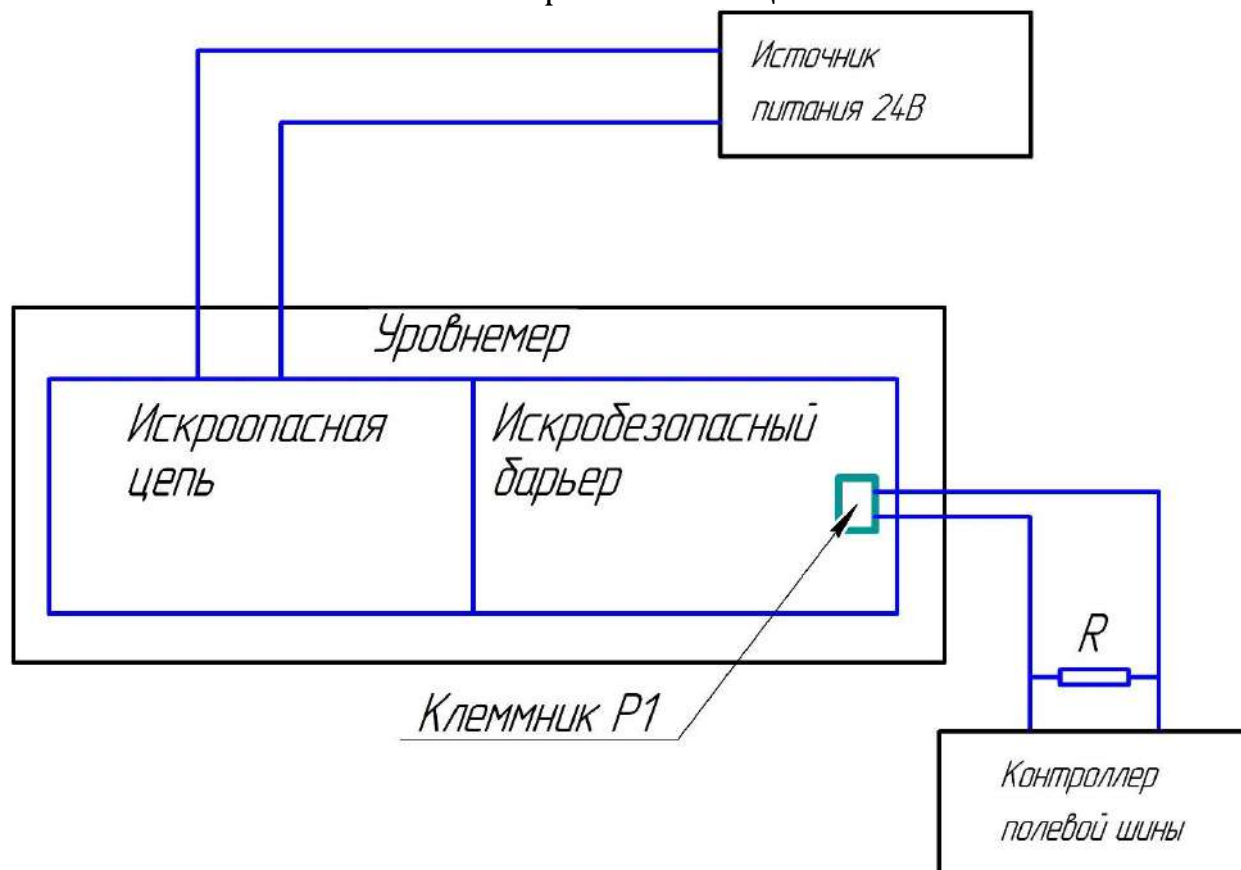 Источник
питания 24В
Уровнемер
Искроопасная
цепь
Искробезопасный
барьер
R
Клеммник Р1
Контроллер
полевой шины